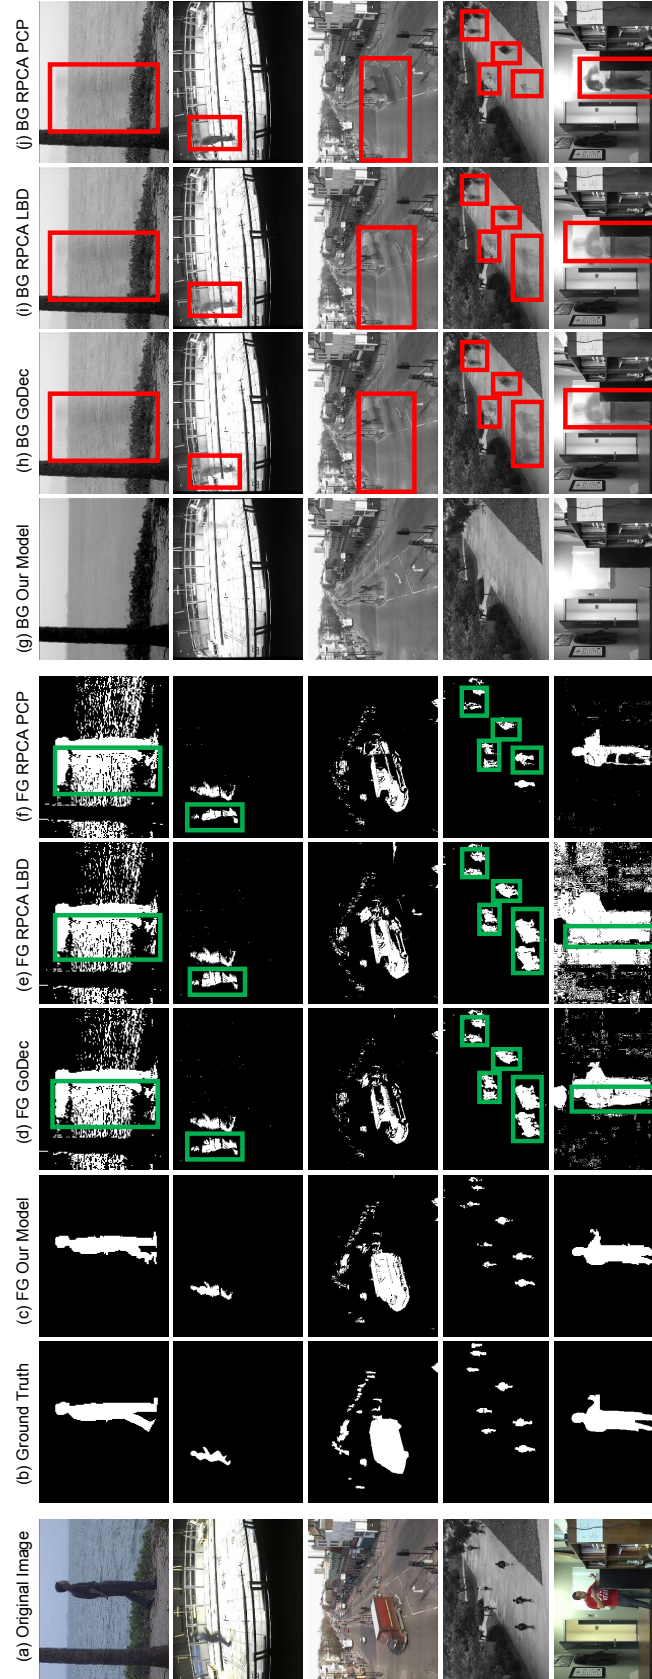 (a) Original Image
(b) Ground Truth
(c) FG Our Model
(d) FG GoDec
(e) FG RPCA LBD
(f) FG RPCA PCP
(g) BG Our Model
(h) BG GoDec
(i) BG RPCA LBD
(j) BG RPCA PCP